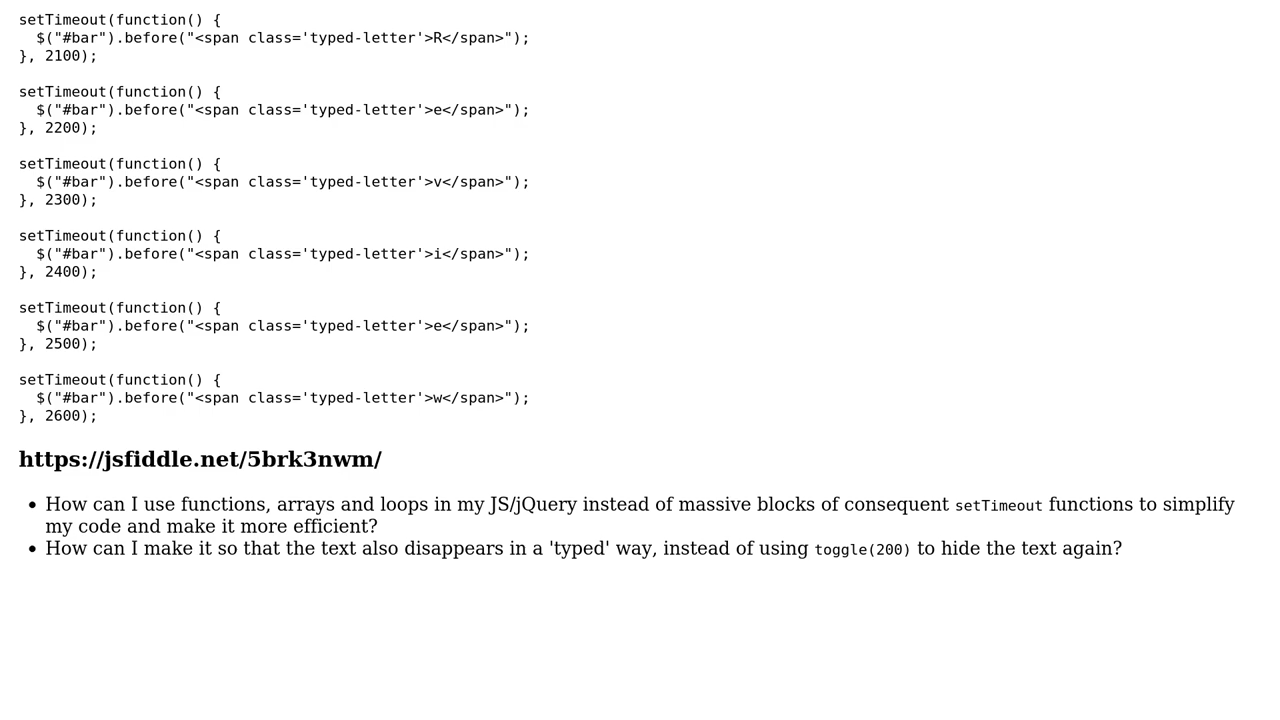 setTimeout(function() {
  $("#bar").before("<span class='typed-letter'>R</span>");
}, 2100);

setTimeout(function() {
  $("#bar").before("<span class='typed-letter'>e</span>");
}, 2200);

setTimeout(function() {
  $("#bar").before("<span class='typed-letter'>v</span>");
}, 2300);

setTimeout(function() {
  $("#bar").before("<span class='typed-letter'>i</span>");
}, 2400);

setTimeout(function() {
  $("#bar").before("<span class='typed-letter'>e</span>");
}, 2500);

setTimeout(function() {
  $("#bar").before("<span class='typed-letter'>w</span>");
}, 2600);

https://jsfiddle.net/5brk3nwm/

• How can I use functions, arrays and loops in my JS/jQuery instead of massive blocks of consequent setTimeout functions to simplify
my code and make it more efficient?
• How can I make it so that the text also disappears in a 'typed' way, instead of using toggle(200) to hide the text again?